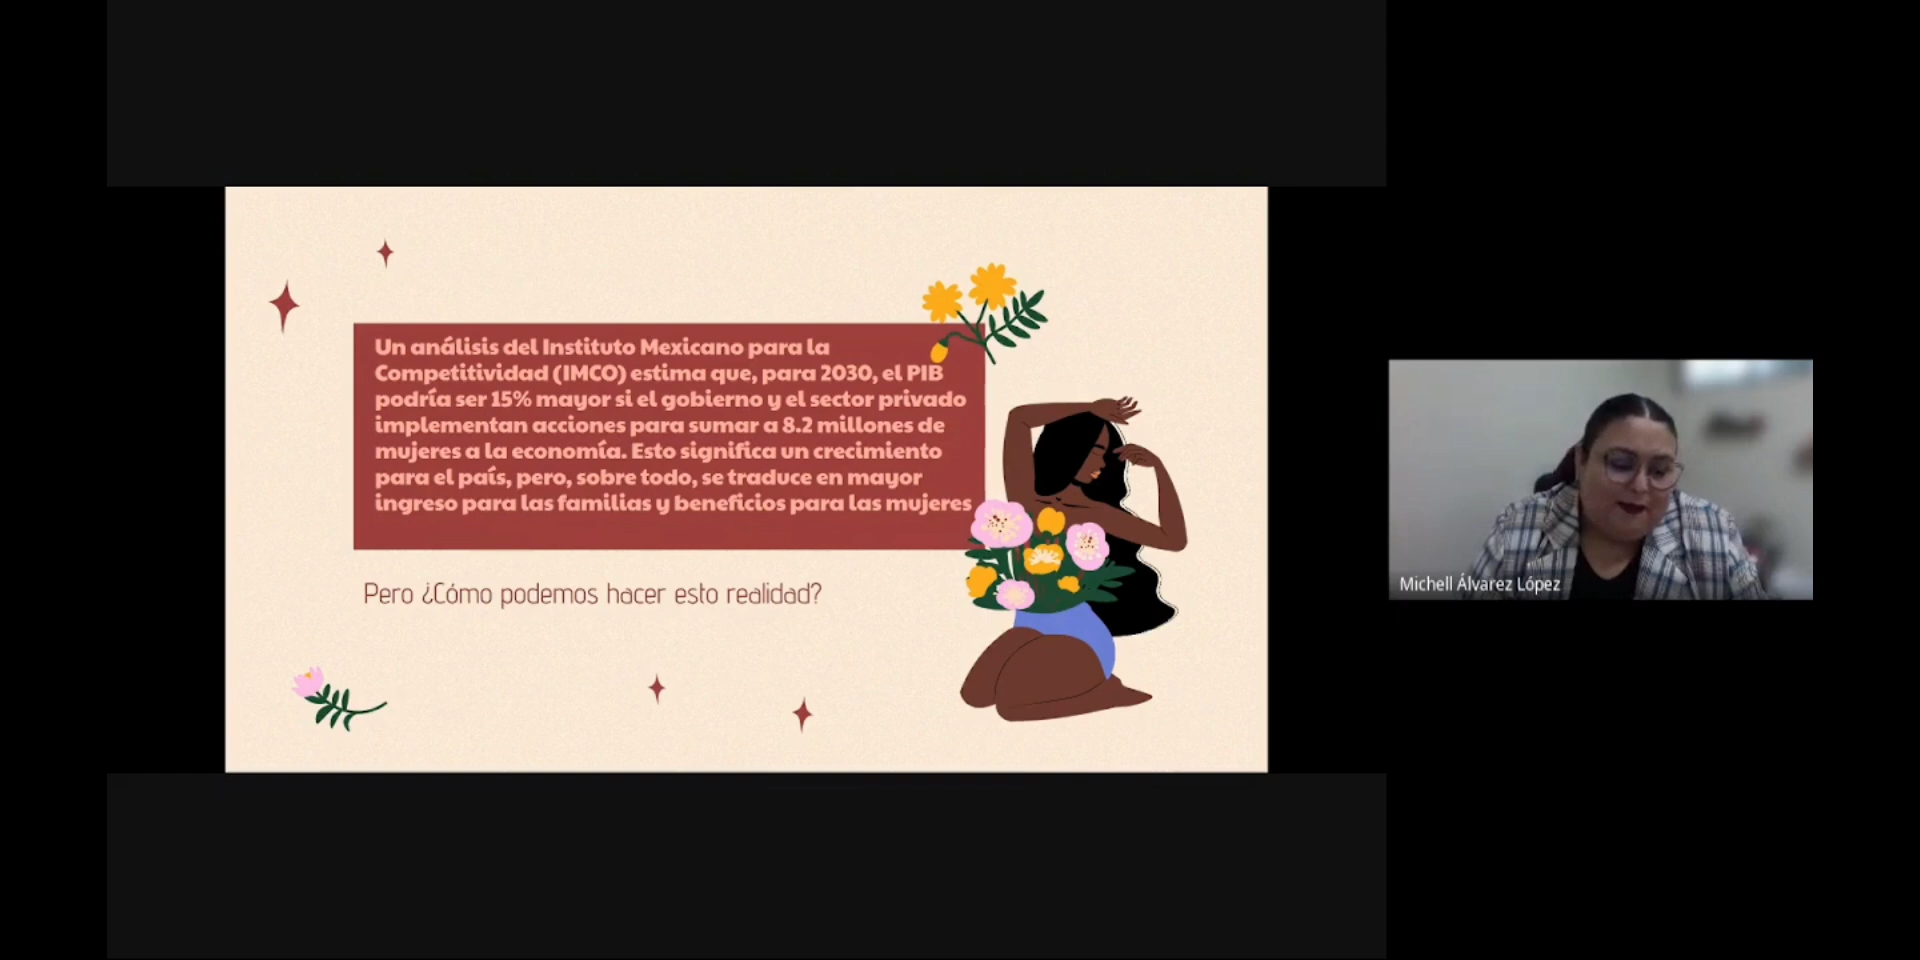 Un análisis del Instituto Mexicano para la
Competitividad (IMCO) estima que, para 2030, el PIB
podría ser 15% mayor si el gobierno y el sector privado
implementan acciones para sumar a 8.2 millones de
mujeres a la economía. Esto significa un crecimiento
para el país, pero, sobre todo, se traduce en mayor
ingreso para las familias y beneficios para las mujeres
Pero ¿Cómo podemos hacer esto realidad?
Michell Álvarez López